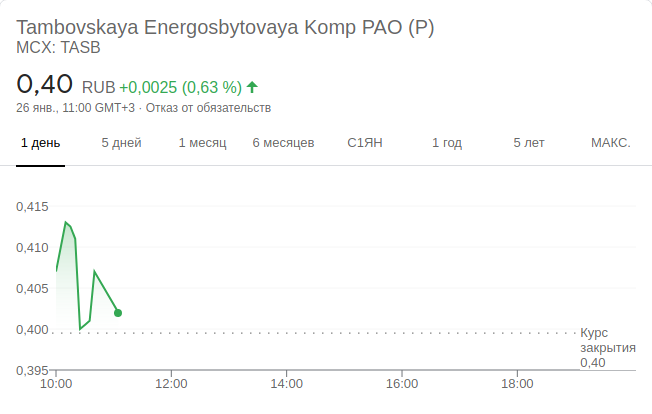 Tambovskaya Energosbytovaya Komp PAO (P)
MCX: TASB
0,40 RUB +0,0025 (0,63 %)
26 янв., 11:00 GMT+3 · Отказ от обязательств
1 день 5 дней 1 месяц 6 месяцев С1ЯН 1 год 5 лет МАКС.
0,415
0,410
0,405
0,400
Курс
закрытия
0,40
0,395
10:00 12:00 14:00 16:00 18:00